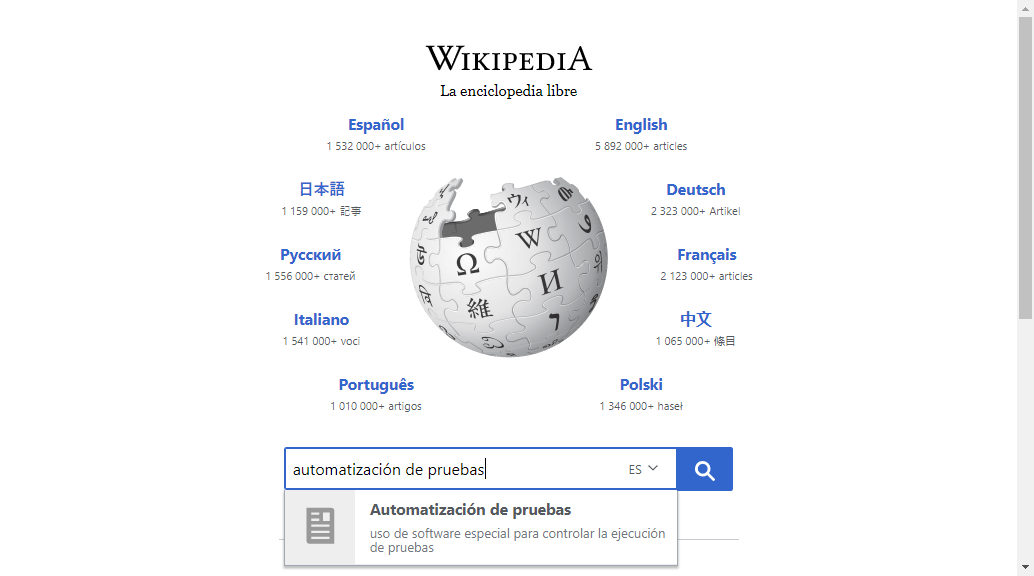 WIKIPEDIA
La enciclopedia libre
Español
1 532 000+ artículos
English
5 892 000+ articles
日本語
1 159 000+ 記事
Deutsch
2 323 000+ Artikel
Русский
1 556 000+ статей
Français
2 123 000+ articles
Italiano
1 541 000+ voci
中文
1 065 000+ 條目
Português
1 010 000+ artigos
Polski
1 346 000+ haseł
Ω
W
ウィ
И
維
automatización de pruebas
ES
Automatización de pruebas
uso de software especial para controlar la ejecución
de pruebas